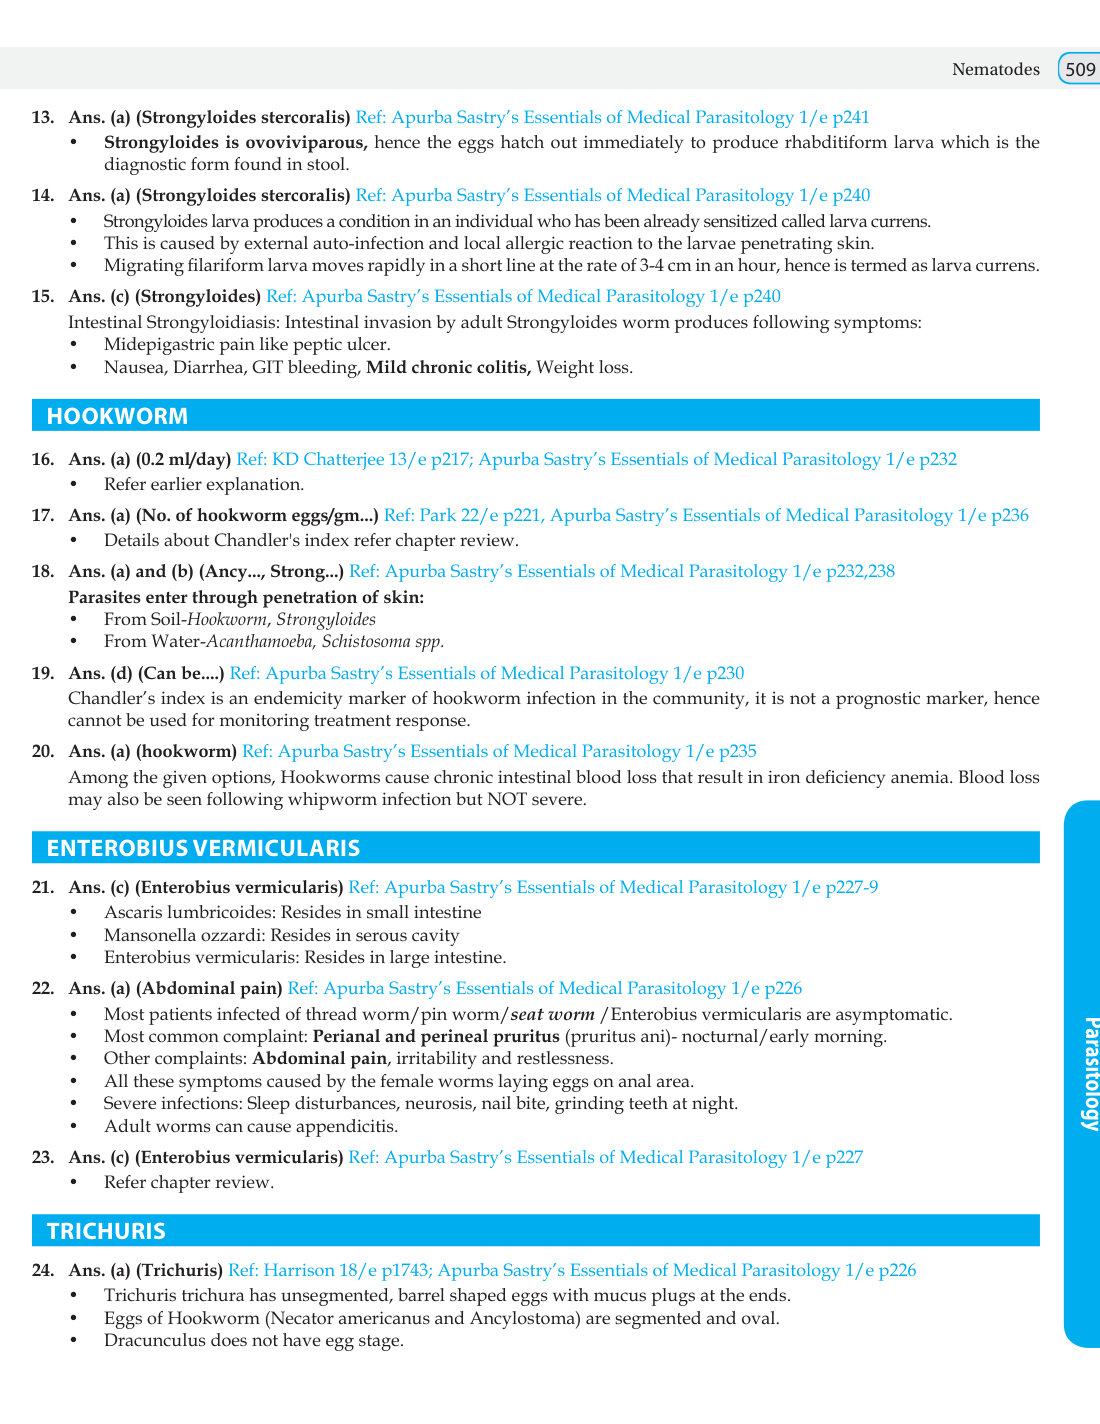 Nematodes 509
13. Ans. (a) (Strongyloides stercoralis) Ref: Apurba Sastry's Essentials of Medical Parasitology 1/e p241
• Strongyloides is ovoviviparous, hence the eggs hatch out immediately to produce rhabditiform larva which is the
diagnostic form found in stool.
14. Ans. (a) (Strongyloides stercoralis) Ref: Apurba Sastry's Essentials of Medical Parasitology 1/e p240
• Strongyloides larva produces a condition in an individual who has been already sensitized called larva currens.
• This is caused by external auto-infection and local allergic reaction to the larvae penetrating skin.
• Migrating filariform larva moves rapidly in a short line at the rate of 3-4 cm in an hour, hence is termed as larva currens.
15. Ans. (c) (Strongyloides) Ref: Apurba Sastry's Essentials of Medical Parasitology 1/e p240
Intestinal Strongyloidiasis: Intestinal invasion by adult Strongyloides worm produces following symptoms:
• Midepigastric pain like peptic ulcer.
• Nausea, Diarrhea, GIT bleeding, Mild chronic colitis, Weight loss.
HOOKWORM
16. Ans. (a) (0.2 ml/day) Ref: KD Chatterjee 13/e p217; Apurba Sastry's Essentials of Medical Parasitology 1/e p232
• Refer earlier explanation.
17. Ans. (a) (No. of hookworm eggs/gm...) Ref: Park 22/e p221, Apurba Sastry's Essentials of Medical Parasitology 1/e p236
• Details about Chandler's index refer chapter review.
18. Ans. (a) and (b) (Ancy..., Strong...) Ref: Apurba Sastry's Essentials of Medical Parasitology 1/e p232,238
Parasites enter through penetration of skin:
• From Soil-Hookworm, Strongyloides
• From Water-Acanthamoeba, Schistosoma spp.
19. Ans. (d) (Can be....) Ref: Apurba Sastry's Essentials of Medical Parasitology 1/e p230
Chandler's index is an endemicity marker of hookworm infection in the community, it is not a prognostic marker, hence
cannot be used for monitoring treatment response.
20. Ans. (a) (hookworm) Ref: Apurba Sastry's Essentials of Medical Parasitology 1/e p235
Among the given options, Hookworms cause chronic intestinal blood loss that result in iron deficiency anemia. Blood loss
may also be seen following whipworm infection but NOT severe.
ENTEROBIUS VERMICULARIS
21. Ans. (c) (Enterobius vermicularis) Ref: Apurba Sastry's Essentials of Medical Parasitology 1/e p227-9
• Ascaris lumbricoides: Resides in small intestine
• Mansonella ozzardi: Resides in serous cavity
• Enterobius vermicularis: Resides in large intestine.
22. Ans. (a) (Abdominal pain) Ref: Apurba Sastry's Essentials of Medical Parasitology 1/e p226
• Most patients infected of thread worm/pin worm/seat worm /Enterobius vermicularis are asymptomatic.
• Most common complaint: Perianal and perineal pruritus (pruritus ani)- nocturnal/early morning.
• Other complaints: Abdominal pain, irritability and restlessness.
• All these symptoms caused by the female worms laying eggs on anal area.
• Severe infections: Sleep disturbances, neurosis, nail bite, grinding teeth at night.
• Adult worms can cause appendicitis.
23. Ans. (c) (Enterobius vermicularis) Ref: Apurba Sastry's Essentials of Medical Parasitology 1/e p227
• Refer chapter review.
TRICHURIS
24. Ans. (a) (Trichuris) Ref: Harrison 18/e p1743; Apurba Sastry's Essentials of Medical Parasitology 1/e p226
• Trichuris trichura has unsegmented, barrel shaped eggs with mucus plugs at the ends.
• Eggs of Hookworm (Necator americanus and Ancylostoma) are segmented and oval.
• Dracunculus does not have egg stage.
Parasitology